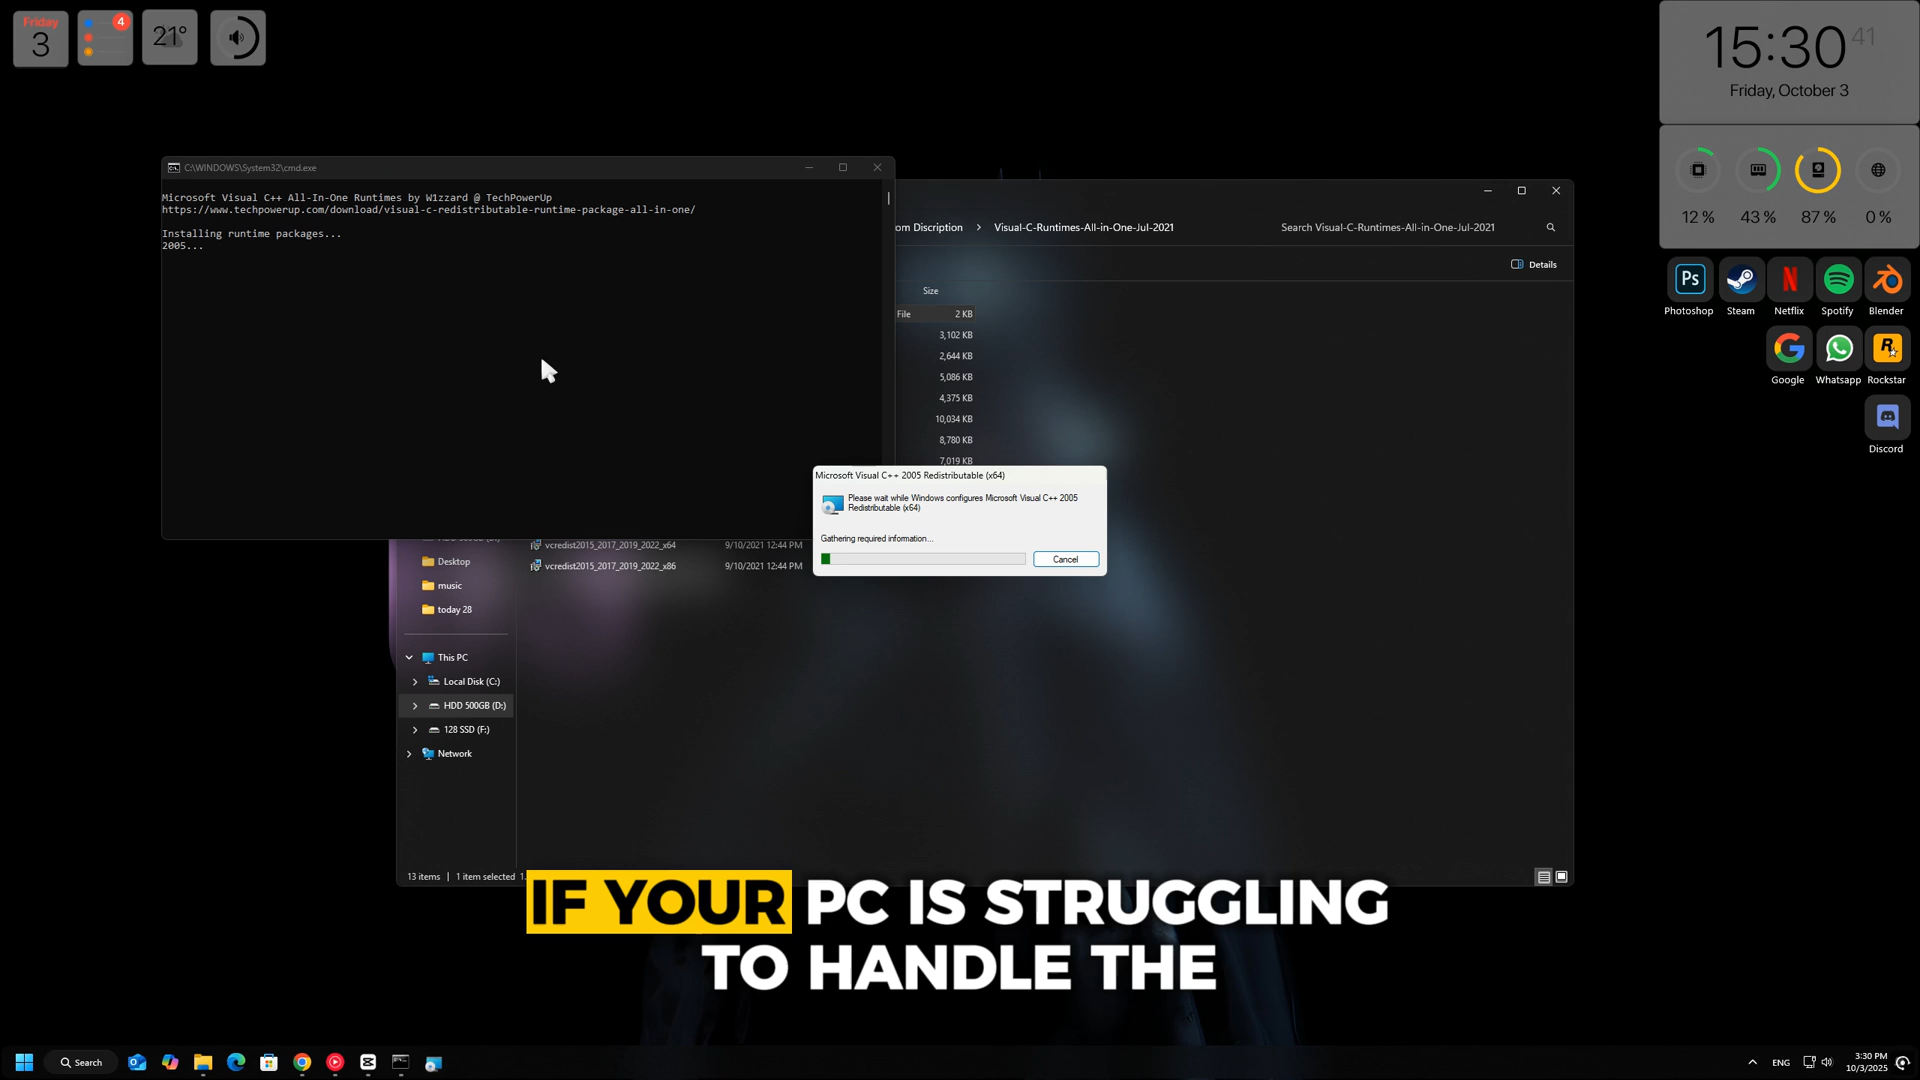 Friday
3
4
21°
15:30
41
Friday, October 3
12 %
43 %
87 %
0 %
Ps
Photoshop
Steam
Netflix
Spotify
Blender
Google
Whatsapp
Rockstar
Discord
C:\WINDOWS\System32\cmd.exe
Microsoft Visual C++ All-In-One Runtimes by W1zzard @ TechPowerUp
https://www.techpowerup.com/download/visual-c-redistributable-runtime-package-all-in-one/
Installing runtime packages...
2005...
om Discription > Visual-C-Runtimes-All-in-One-Jul-2021
Search Visual-C-Runtimes-All-in-One-Jul-2021
Details
Size
File 2 KB
3,102 KB
2,644 KB
5,086 KB
4,375 KB
10,034 KB
8,780 KB
7,019 KB
Microsoft Visual C++ 2005 Redistributable (x64)
Please wait while Windows configures Microsoft Visual C++ 2005
Redistributable (x64)
Gathering required information...
Cancel
vcredist2015_2017_2019_2022_x64 9/10/2021 12:44 PM
vcredist2015_2017_2019_2022_x86 9/10/2021 12:44 PM
Desktop
music
today 28
This PC
Local Disk (C:)
HDD 500GB (D:)
128 SSD (F:)
Network
13 items
1 item selected
IF YOUR PC IS STRUGGLING
TO HANDLE THE
Search
ENG
3:30 PM
10/3/2025